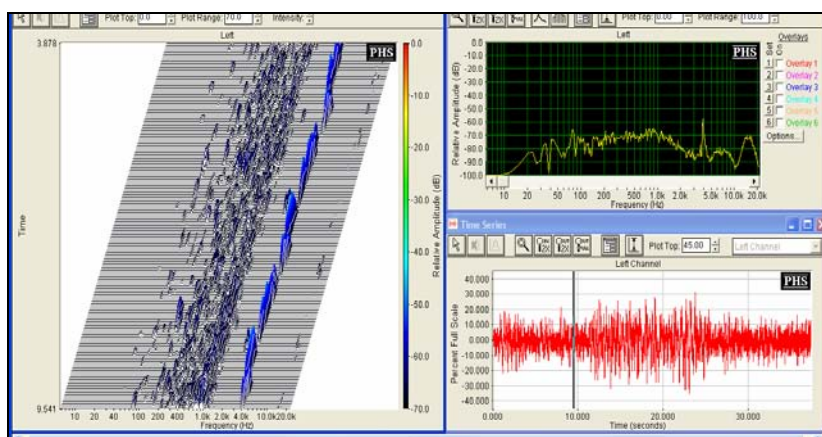 Plot Top: 0.0 Plot Range: 70.0 Intensity:
Left
3.878
PHS
0.0
-10.0
-20.0
-30.0
-40.0
-50.0
-60.0
-70.0
Relative Amplitude (dB)
Time
9.541
10 20 40 100 200 400 1.0k 2.0k 4.0k 10.0k 20.0k
Frequency (Hz)
Plot Top: 0.00 Plot Range: 100.0
Left
PHS
0.0
-10.0
-20.0
-30.0
-40.0
-50.0
-60.0
-70.0
-80.0
-90.0
-100.0
Relative Amplitude (dB)
10 20 50 100 200 500 1.0k 2.0k 5.0k 20.0k
Frequency (Hz)
Overlays
Set On
1 Overlay 1
2 Overlay 2
3 Overlay 3
4 Overlay 4
5 Overlay 5
6 Overlay 6
Options...
Time Series
Plot Top: 45.00 Left Channel
Left Channel
PHS
40.000
30.000
20.000
10.000
0.000
-10.000
-20.000
-30.000
-40.000
Percent Full Scale
0.000 10.000 20.000 30.000
Time (seconds)